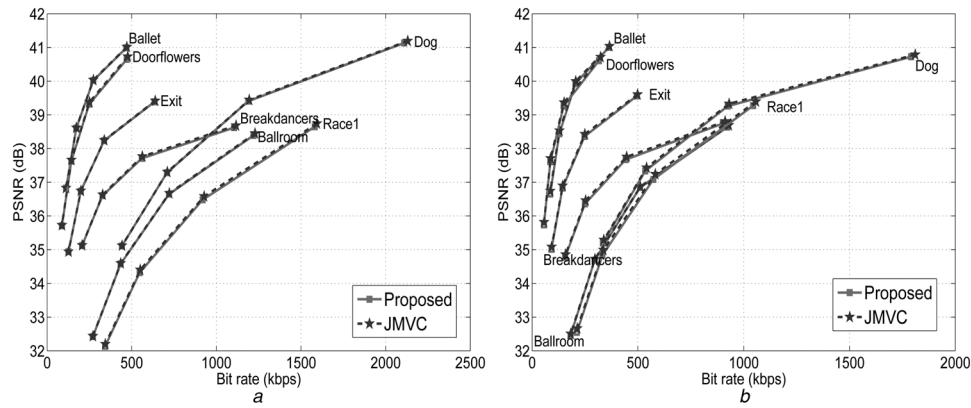 42
41
40
39
38
37
36
35
34
33
32
PSNR (dB)
0
500
1000
1500
2000
2500
Bit rate (kbps)
Ballet
Doorflowers
Exit
Dog
Breakdancers
Ballroom
Race1
Proposed
JMVC
a
42
41
40
39
38
37
36
35
34
33
32
PSNR (dB)
0
500
1000
1500
2000
Bit rate (kbps)
Ballet
Doorflowers
Exit
Dog
Race1
Breakdancers
Ballroom
Proposed
JMVC
b